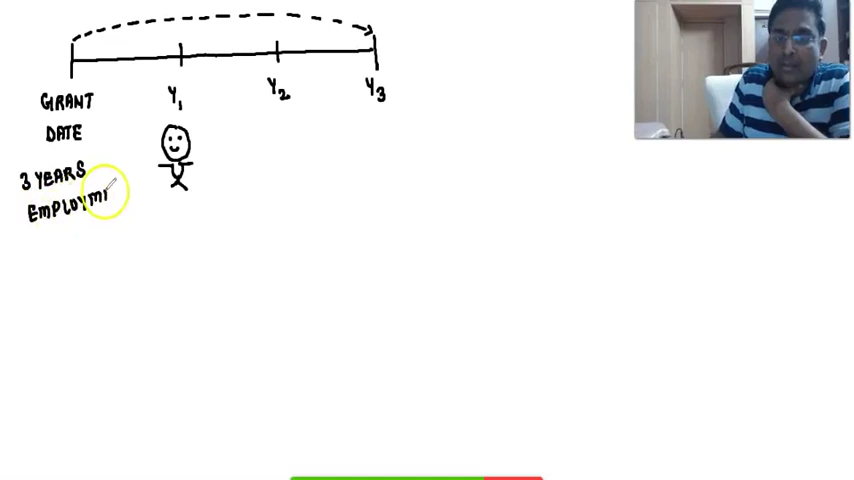 GRANT
DATE
Y1
Y2
Y3
3 YEARS
EMPLOYM